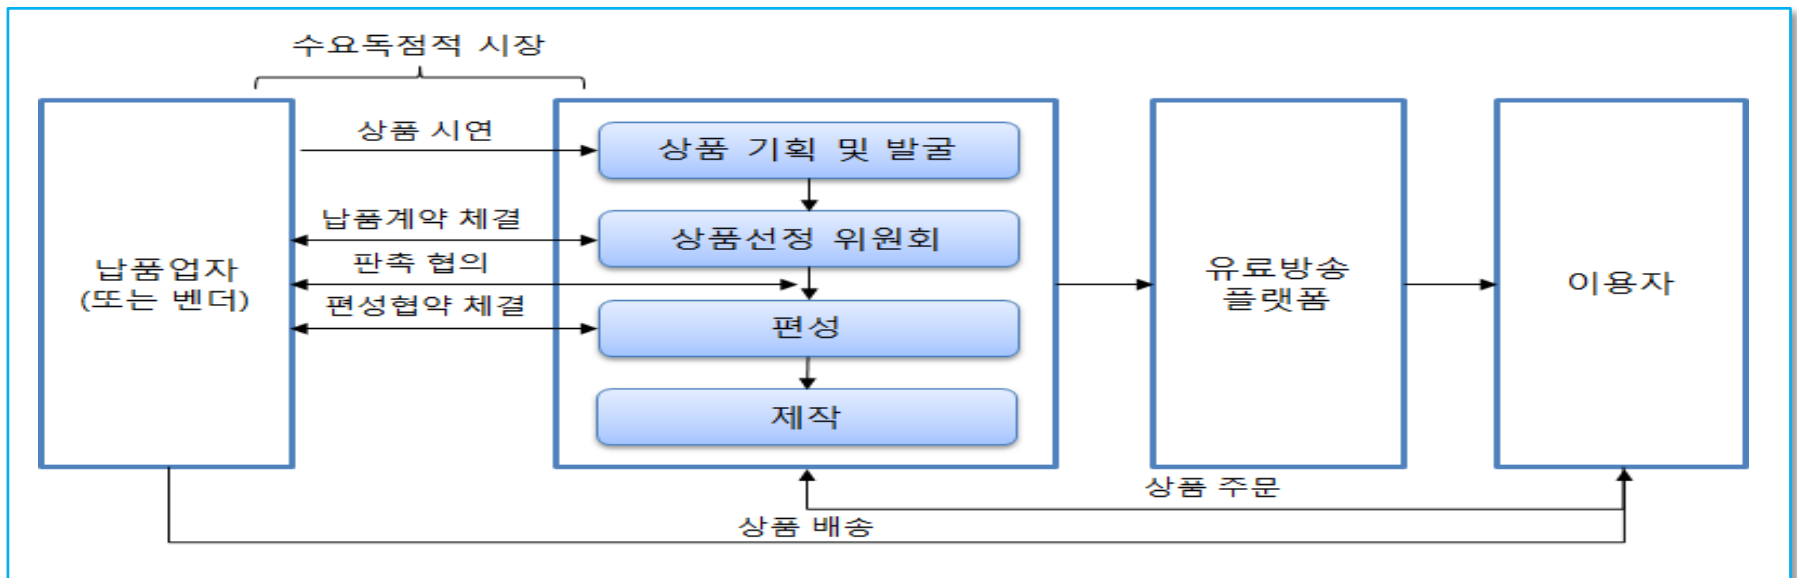 수요독점적 시장
상품 시연
상품 기획 및 발굴
납품계약 체결
상품선정 위원회
판촉 협의
납품업자
(또는 벤더)
편성협약 체결
편성
제작
유료방송
플랫폼
이용자
상품 주문
상품 배송